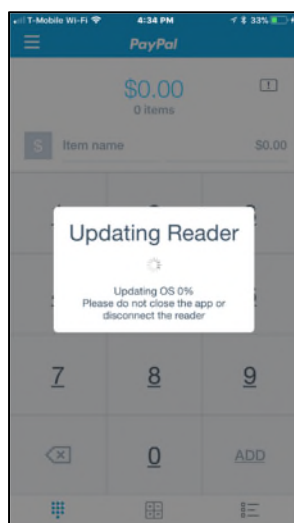 T-Mobile Wi-Fi 4:34 PM 33%
PayPal
$0.00
0 items
S Item name $0.00
Updating Reader
Updating OS 0%
Please do not close the app or
disconnect the reader
7 8 9
0 ADD